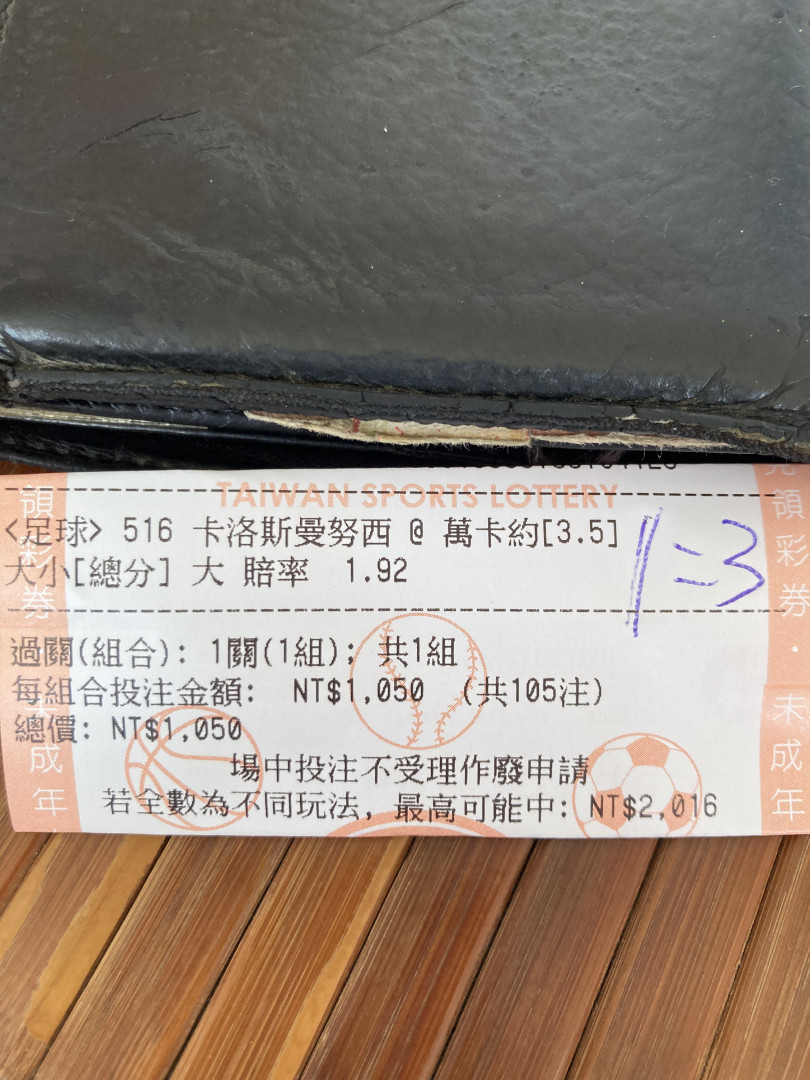 TAIWAN SPORTS LOTTERY
<足球> 516 卡洛斯曼努西 @ 萬卡約[3.5]
大小[總分] 大 賠率 1.92
過關(組合): 1關(1組); 共1組
每組合投注金額: NT$1,050 (共105注)
總價: NT$1,050
場中投注不受理作廢申請
若全數為不同玩法, 最高可能中: NT$2,016
領彩券
未成年
領彩券·未成年